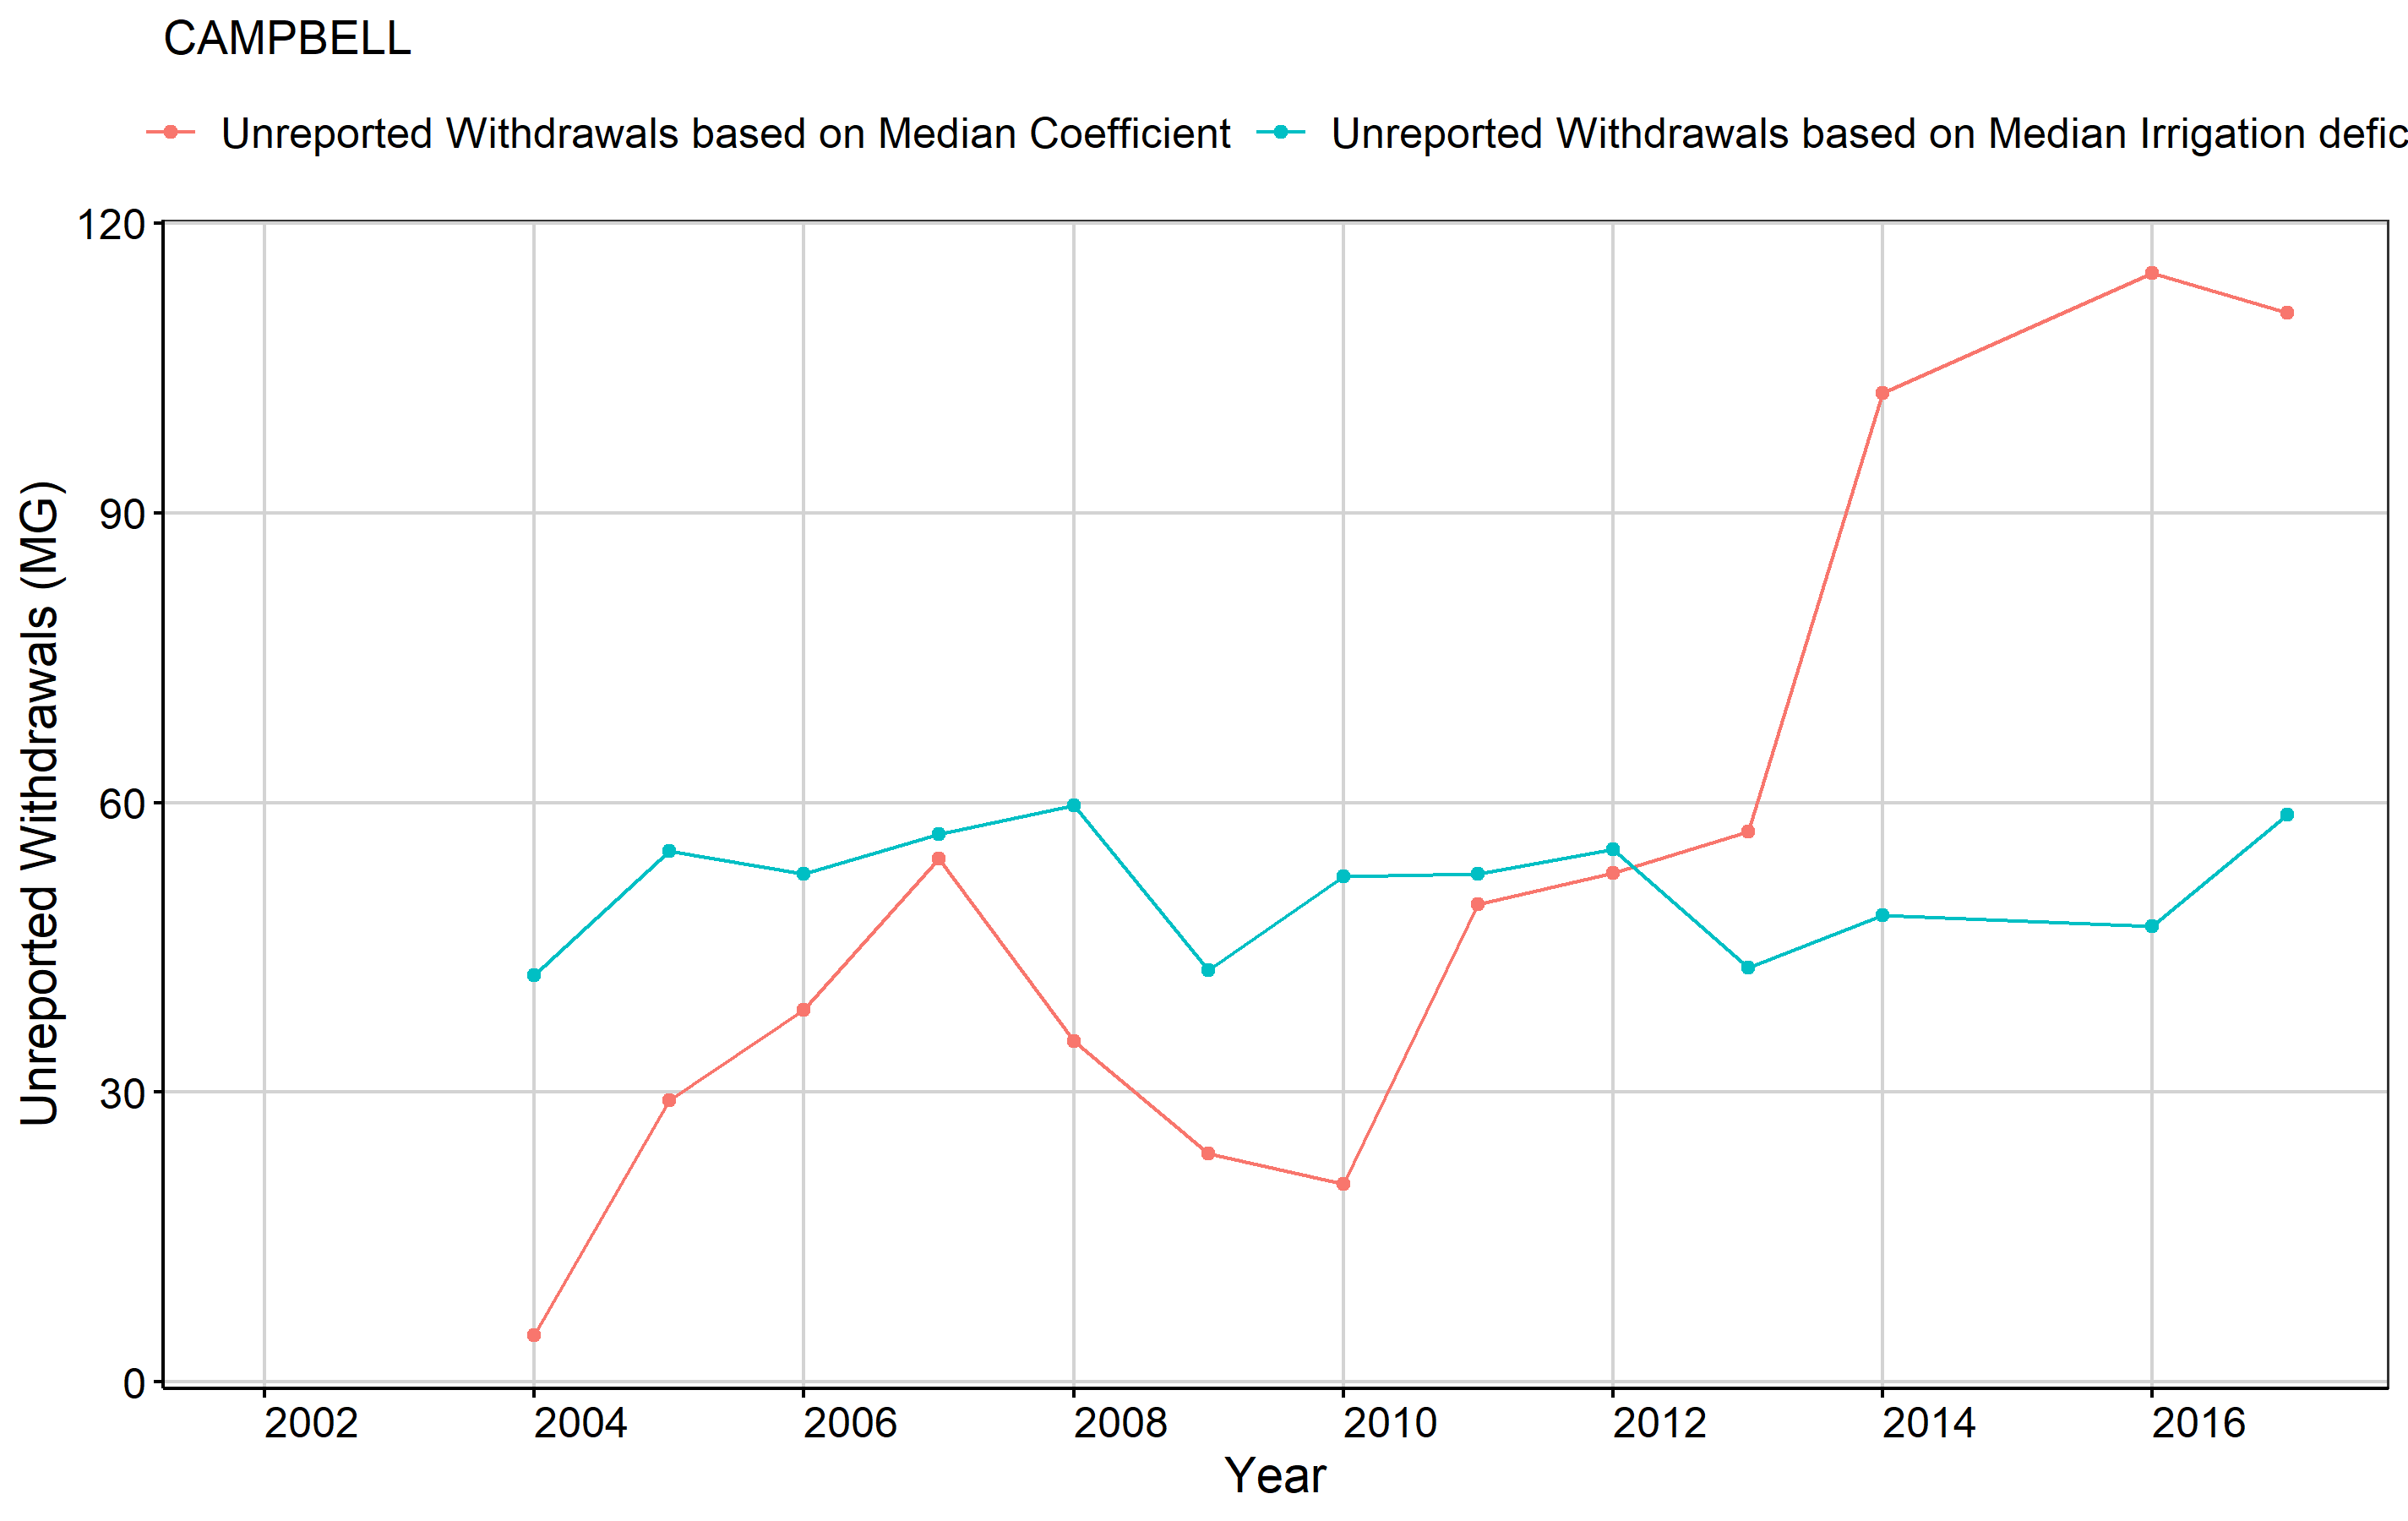 CAMPBELL
Unreported Withdrawals based on Median Coefficient Unreported Withdrawals based on Median Irrigation defic
120
90
60
30
0
Unreported Withdrawals (MG)
2002 2004 2006 2008 2010 2012 2014 2016
Year